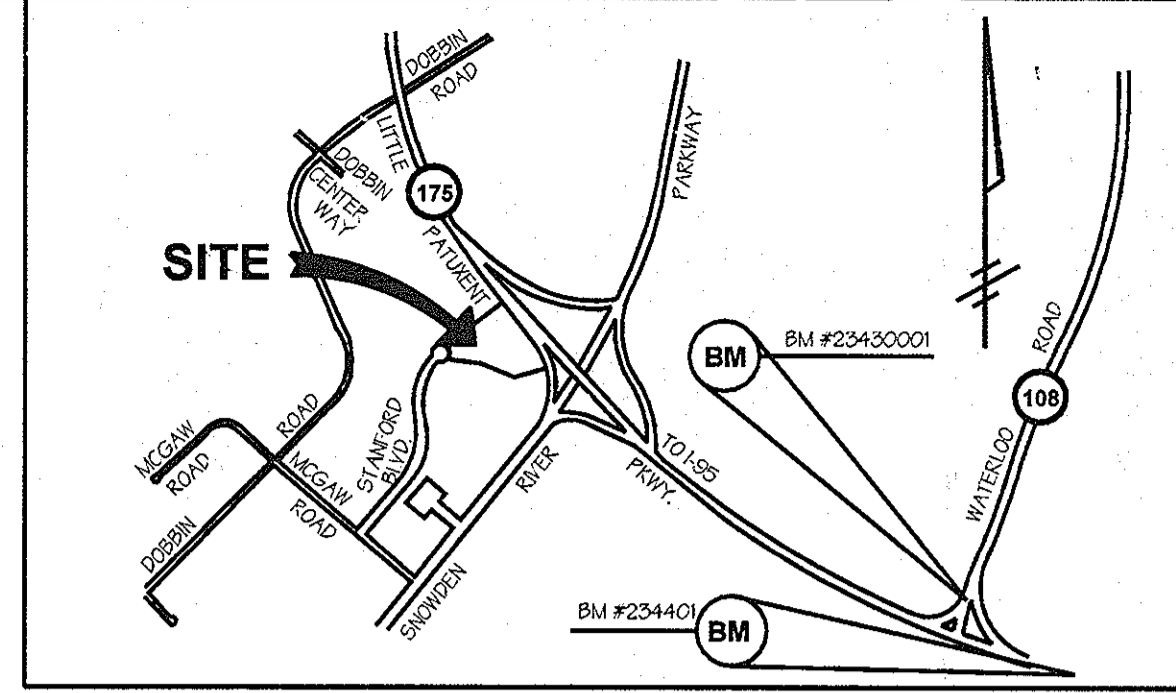 DOBBIN
ROAD
LITTLE
175
PATUXENT
DOBBIN
CENTER
WAY
PARKWAY
SITE
BM
BM #23430001
ROAD
108
WATERLOO
MCGAW
ROAD
ROAD
DOBBIN
MCGAW
ROAD
STANFORD
BLVD.
RIVER
SNOWDEN
TO I-95
PKWY.
BM #234401
BM